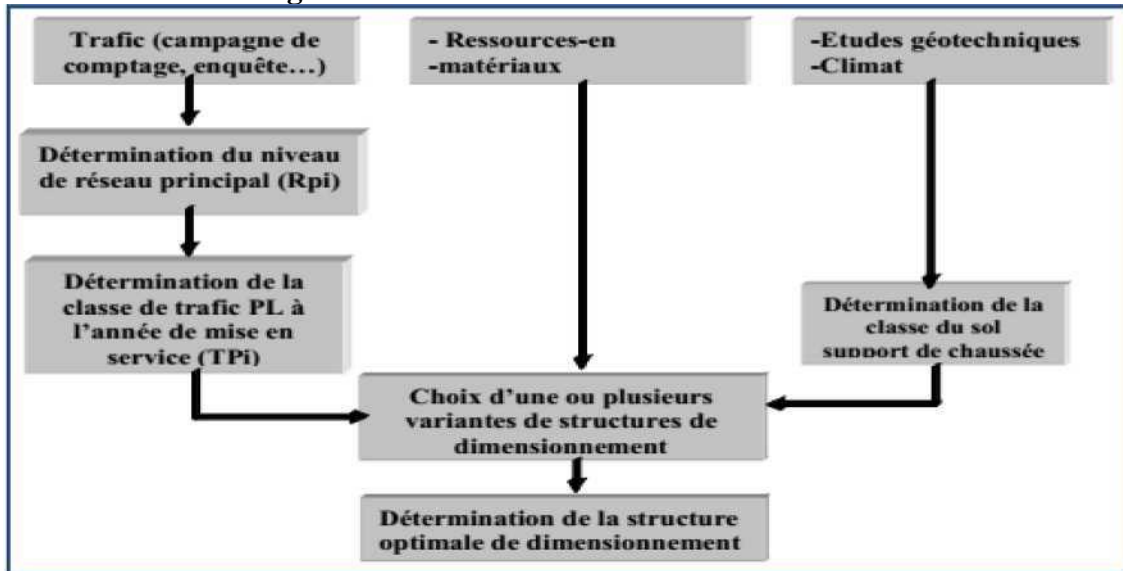 Trafic (campagne de
comptage, enquête…)
- Ressources-en
-matériaux
-Etudes géotechniques
-Climat
Détermination du niveau
de réseau principal (Rpi)
Détermination de la
classe de trafic PL à
l’année de mise en
service (TPi)
Détermination de la
classe du sol
support de chaussée
Choix d’une ou plusieurs
variantes de structures de
dimensionnement
Détermination de la structure
optimale de dimensionnement